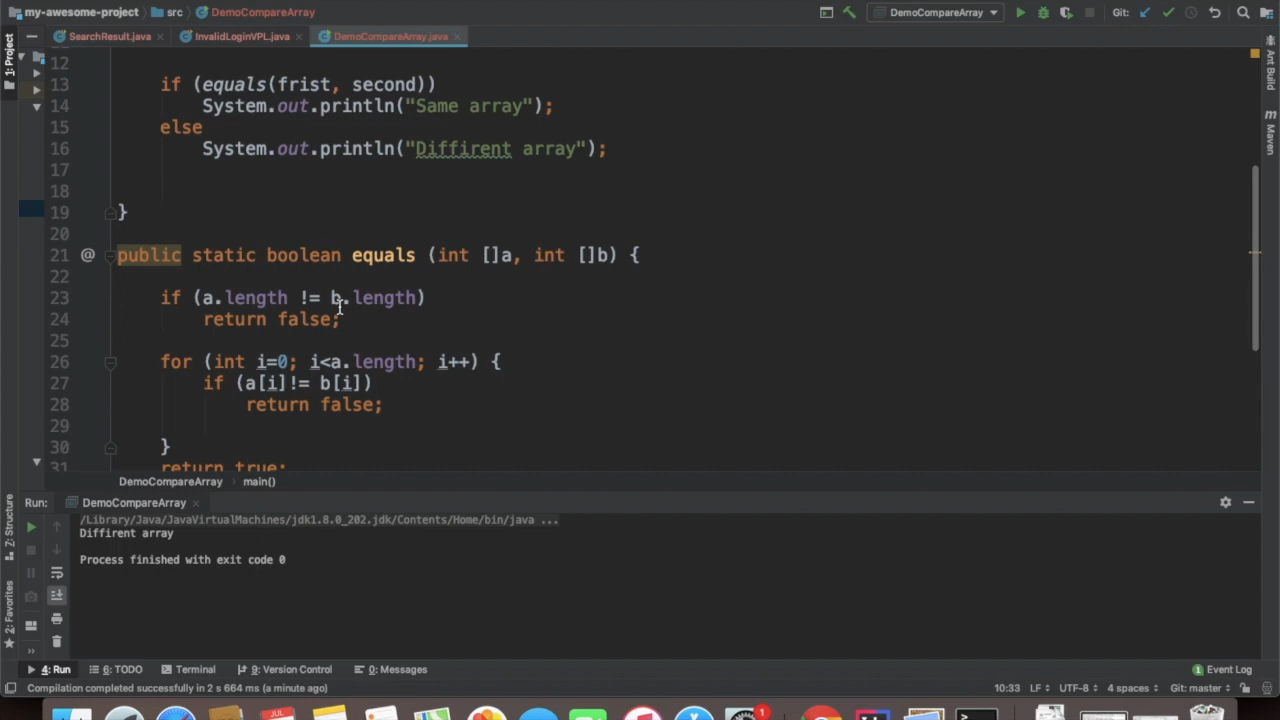 my-awesome-project src DemoCompareArray DemoCompareArray Git:
SearchResult.java InvalidLoginVPL.java DemoCompareArray.java
1: Project
Ant Build
Maven
12
13 if (equals(frist, second))
14 System.out.println("Same array");
15 else
16 System.out.println("Diffirent array");
17
18
19 }
20
21 @ public static boolean equals (int []a, int []b) {
22
23 if (a.length != b.length)
24 return false;
25
26 for (int i=0; i<a.length; i++) {
27 if (a[i]!= b[i])
28 return false;
29
30 }
31 return true;
DemoCompareArray main()
Run: DemoCompareArray
/Library/Java/JavaVirtualMachines/jdk1.8.0_202.jdk/Contents/Home/bin/java ...
Diffirent array
Process finished with exit code 0
7: Structure
2: Favorites
4: Run 6: TODO Terminal 9: Version Control 0: Messages 1 Event Log
Compilation completed successfully in 2 s 664 ms (a minute ago) 10:33 LF UTF-8 4 spaces Git: master
JUL 1